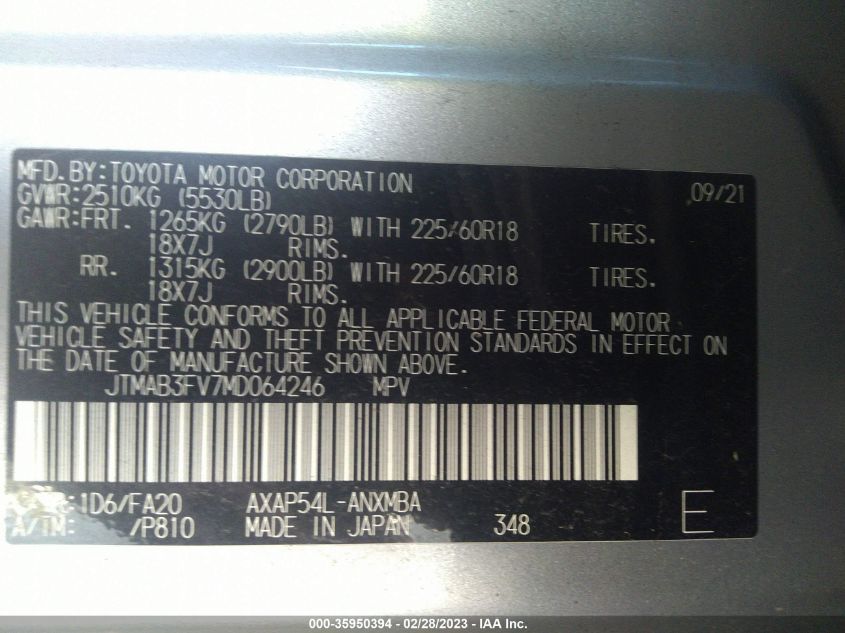 MFD.BY:TOYOTA MOTOR CORPORATION 09/21
GVWR:2510KG (5530LB)
GAWR:FRT. 1265KG (2790LB) WITH 225/60R18 TIRES.
18X7J RIMS.
RR. 1315KG (2900LB) WITH 225/60R18 TIRES.
18X7J RIMS.
THIS VEHICLE CONFORMS TO ALL APPLICABLE FEDERAL MOTOR
VEHICLE SAFETY AND THEFT PREVENTION STANDARDS IN EFFECT ON
THE DATE OF MANUFACTURE SHOWN ABOVE.
JTMAB3FV7MD064246 MPV
:1D6/FA20 AXAP54L-ANXMBA E
A/TM: /P810 MADE IN JAPAN 348
000-35950394 - 02/28/2023 - IAA Inc.